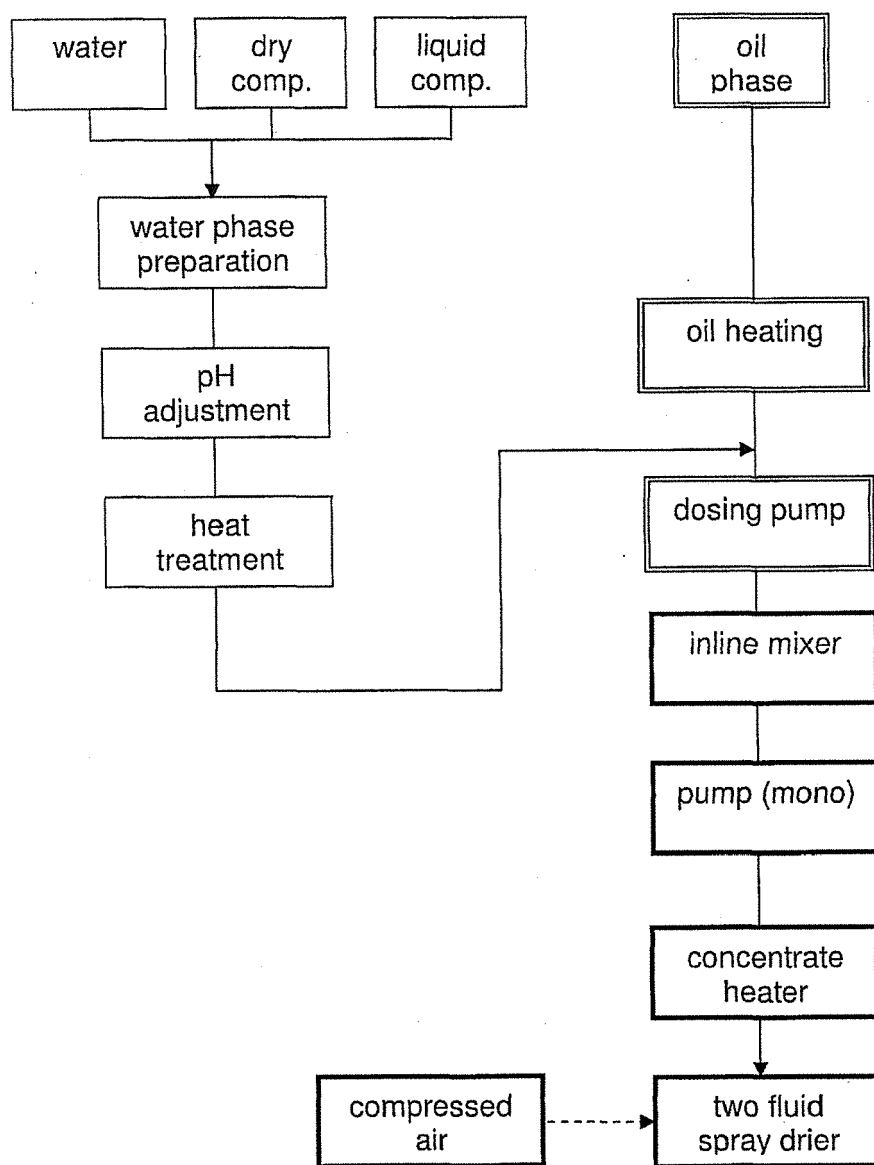 water
dry
comp.
liquid
comp.
oil
phase
water phase
preparation
oil heating
pH
adjustment
dosing pump
heat
treatment
inline mixer
pump (mono)
concentrate
heater
compressed
air
two fluid
spray drier